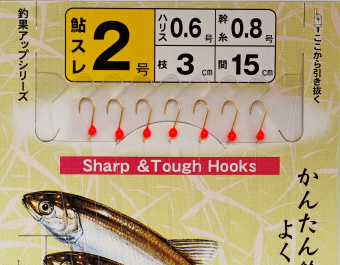 釣果アップシリーズ
鮎スレ
2号
ハリス 0.6号
幹糸 0.8号
枝 3cm
間 15cm
ここから引き抜く
Sharp & Tough Hooks
かんたん
よく